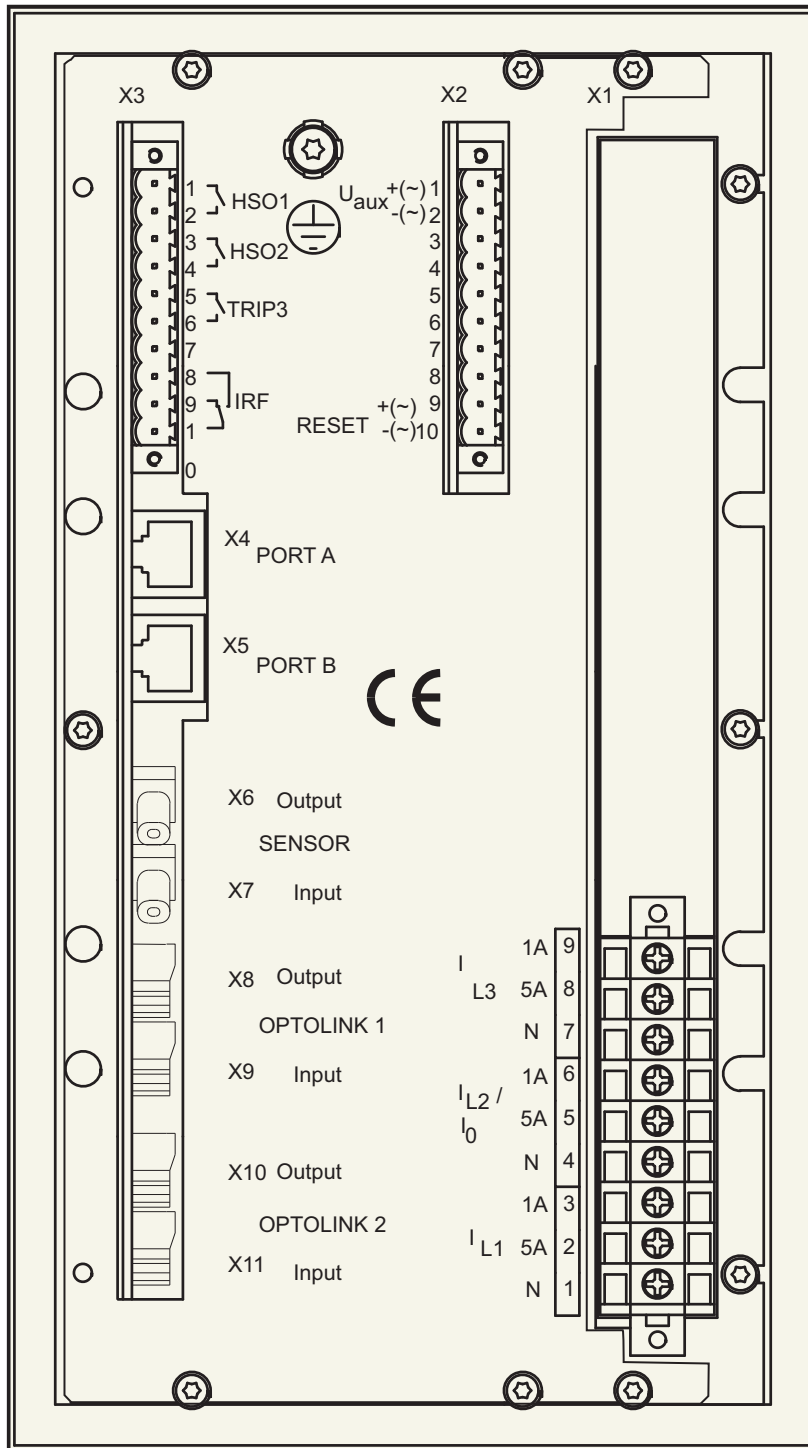 X3 X2 X1
1 HSO1 Uaux +(~) 1
2 -(~) 2
3 HSO2 3
4 4
5 TRIP3 5
6 6
7 7
8 8
9 IRF +(~) 9
1 RESET -(~) 10
0
X4 PORT A
X5 PORT B
CE
X6 Output
SENSOR
X7 Input
X8 Output
OPTOLINK 1
X9 Input
X10 Output
OPTOLINK 2
X11 Input
1A 9
I L3 5A 8
N 7
1A 6
I L2 / I0 5A 5
N 4
1A 3
I L1 5A 2
N 1